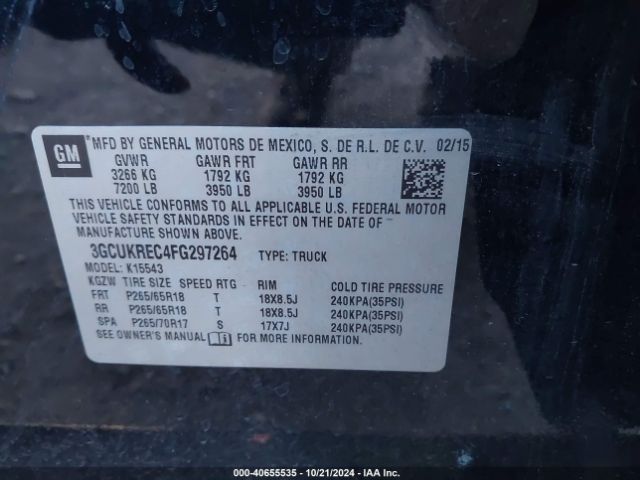 GM
MFD BY GENERAL MOTORS DE MEXICO, S. DE R.L. DE C.V. 02/15
GVWR GAWR FRT GAWR RR
3266 KG 1792 KG 1792 KG
7200 LB 3950 LB 3950 LB
THIS VEHICLE CONFORMS TO ALL APPLICABLE U.S. FEDERAL MOTOR
VEHICLE SAFETY STANDARDS IN EFFECT ON THE DATE OF
MANUFACTURE SHOWN ABOVE.
3GCUKREC4FG297264 TYPE: TRUCK
MODEL: K15543
KGZW TIRE SIZE SPEED RTG RIM COLD TIRE PRESSURE
FRT P265/65R18 T 18X8.5J 240KPA(35PSI)
RR P265/65R18 T 18X8.5J 240KPA(35PSI)
SPA P265/70R17 S 17X7J 240KPA(35PSI)
SEE OWNER'S MANUAL FOR MORE INFORMATION.
000-40655535 - 10/21/2024 - IAA Inc.